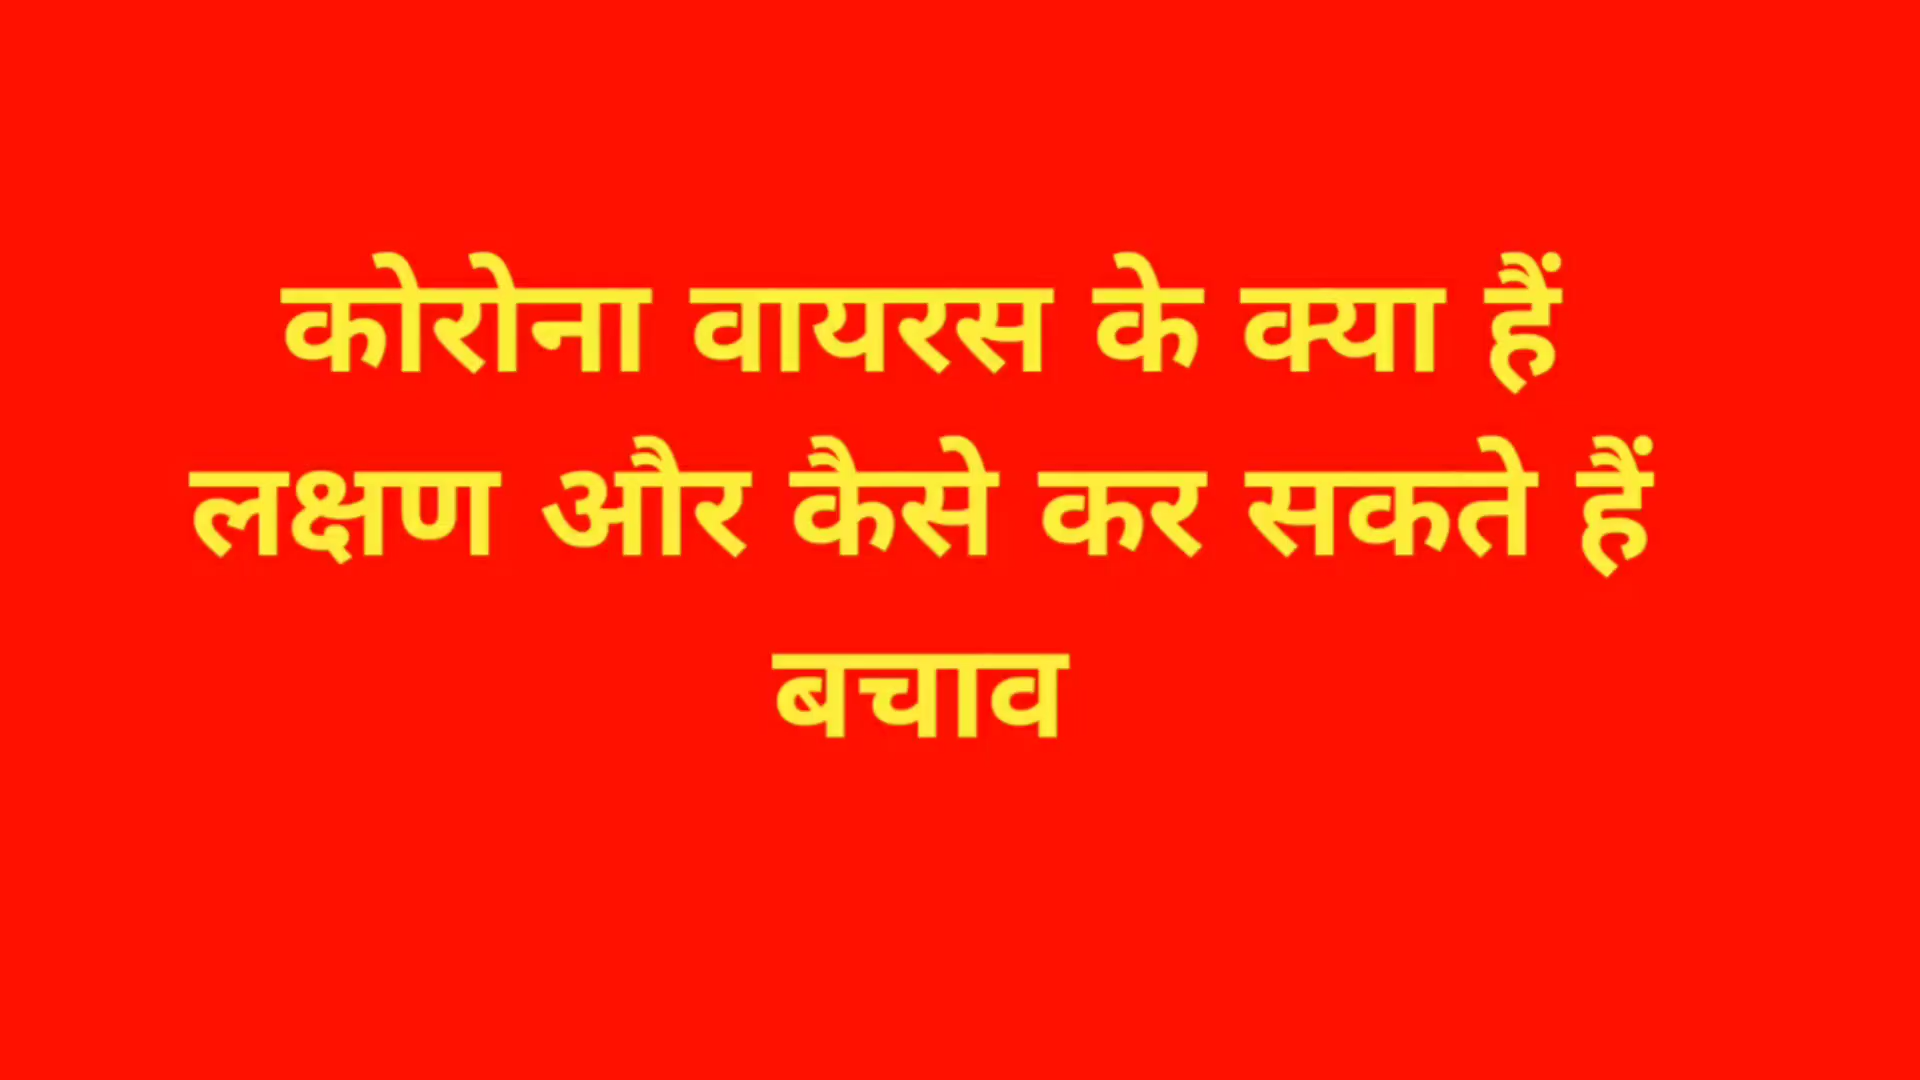 कोरोना वायरस के क्या हैं
लक्षण और कैसे कर सकते हैं
बचाव